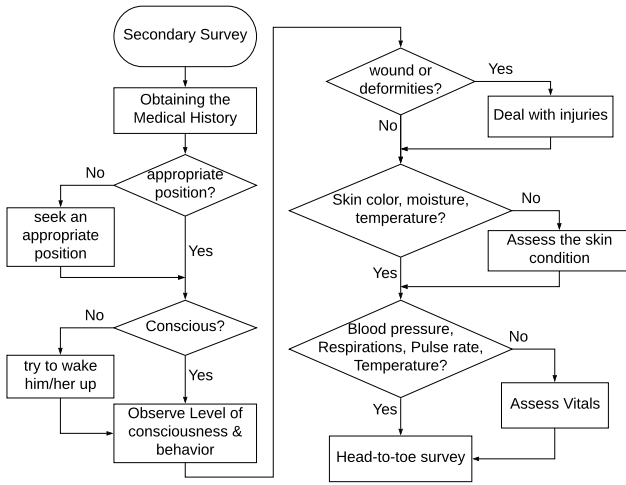 Secondary Survey
Obtaining the
Medical History
appropriate
position?
No
seek an
appropriate
position
Yes
Conscious?
No
try to wake
him/her up
Yes
Observe Level of
consciousness &
behavior
wound or
deformities?
Yes
Deal with injuries
No
Skin color, moisture,
temperature?
No
Assess the skin
condition
Yes
Blood pressure,
Respirations, Pulse rate,
Temperature?
No
Assess Vitals
Yes
Head-to-toe survey